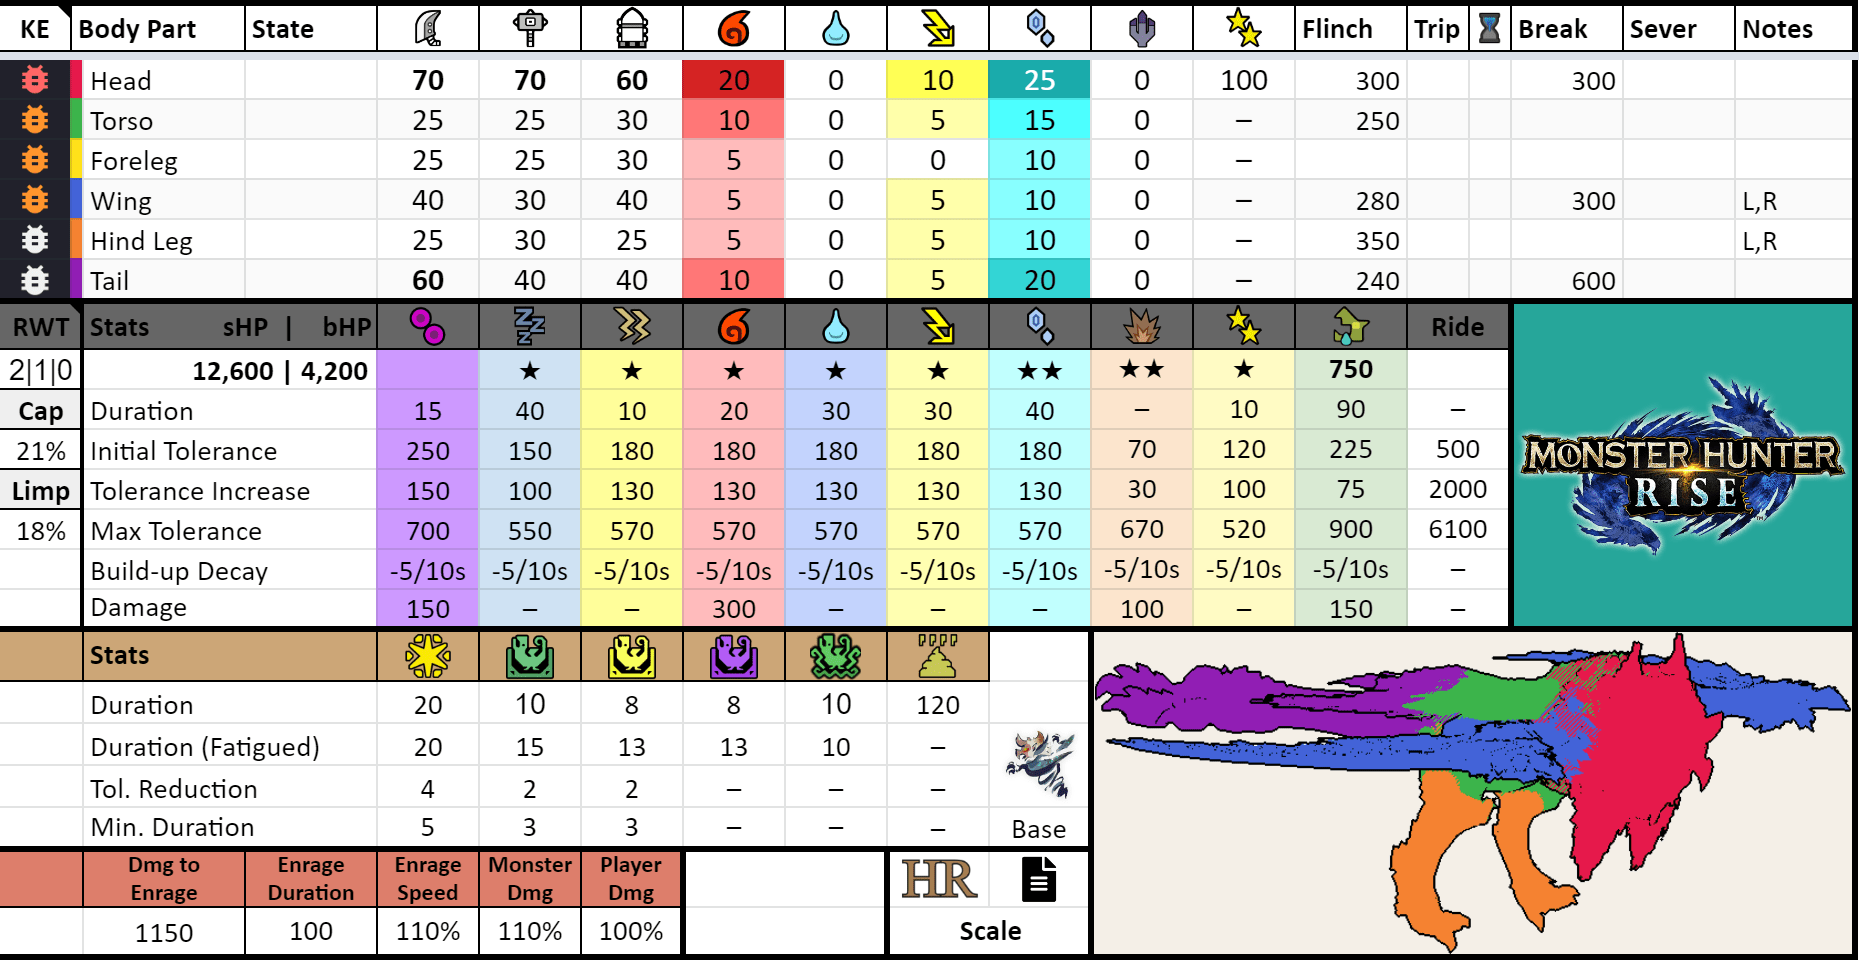 KE Body Part State Flinch Trip Break Sever Notes
Head 70 70 60 20 0 10 25 0 100 300 300
Torso 25 25 30 10 0 5 15 0 – 250
Foreleg 25 25 30 5 0 0 10 0 –
Wing 40 30 40 5 0 5 10 0 – 280 300 L,R
Hind Leg 25 30 25 5 0 5 10 0 – 350 L,R
Tail 60 40 40 10 0 5 20 0 – 240 600
RWT Stats sHP | bHP Ride
2|1|0 12,600 | 4,200 ★ ★ ★ ★ ★ ★★ ★★ ★ 750
Cap Duration 15 40 10 20 30 30 40 – 10 90 –
21% Initial Tolerance 250 150 180 180 180 180 180 70 120 225 500
Limp Tolerance Increase 150 100 130 130 130 130 130 30 100 75 2000
18% Max Tolerance 700 550 570 570 570 570 570 670 520 900 6100
Build-up Decay -5/10s -5/10s -5/10s -5/10s -5/10s -5/10s -5/10s -5/10s -5/10s -5/10s –
Damage 150 – – 300 – – – 100 – 150 –
MONSTER HUNTER
RISE
Stats
Duration 20 10 8 8 10 120
Duration (Fatigued) 20 15 13 13 10 –
Tol. Reduction 4 2 2 – – –
Min. Duration 5 3 3 – – – Base
Dmg to Enrage Enrage Monster Player
Enrage Duration Speed Dmg Dmg
HR
1150 100 110% 110% 100% Scale